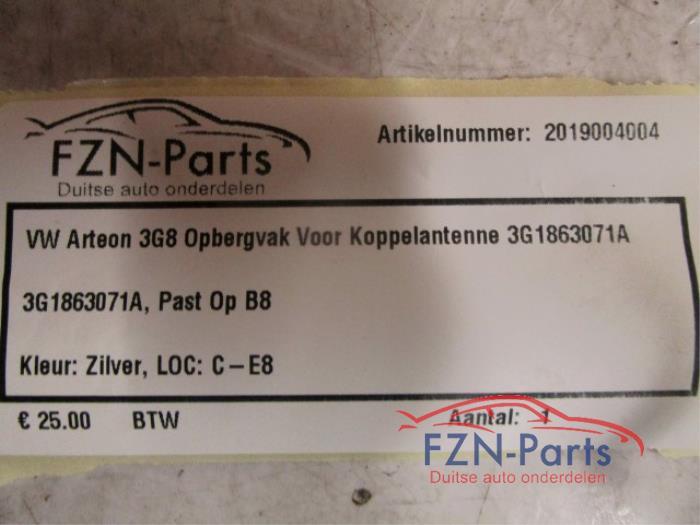 FZN-Parts
Duitse auto onderdelen
Artikelnummer: 2019004004
VW Arteon 3G8 Opbergvak Voor Koppelantenne 3G1863071A
3G1863071A, Past Op B8
Kleur: Zilver, LOC: C-E8
€ 25.00 BTW Aantal: 1
FZN-Parts
Duitse auto onderdelen